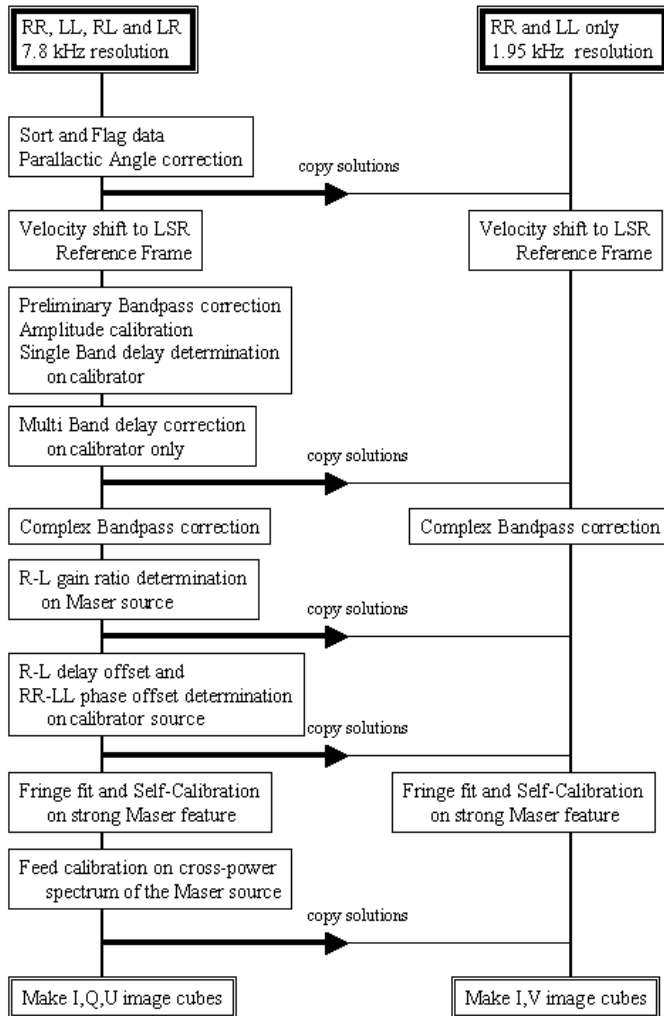 RR, LL, RL and LR
7.8 kHz resolution
RR and LL only
1.95 kHz resolution
Sort and Flag data
Parallactic Angle correction
copy solutions
Velocity shift to LSR
Reference Frame
Velocity shift to LSR
Reference Frame
Preliminary Bandpass correction
Amplitude calibration
Single Band delay determination
on calibrator
Multi Band delay correction
on calibrator only
copy solutions
Complex Bandpass correction
Complex Bandpass correction
R-L gain ratio determination
on Maser source
copy solutions
R-L delay offset and
RR-LL phase offset determination
on calibrator source
copy solutions
Fringe fit and Self-Calibration
on strong Maser feature
Fringe fit and Self-Calibration
on strong Maser feature
Feed calibration on cross-power
spectrum of the Maser source
copy solutions
Make I,Q,U image cubes
Make I,V image cubes